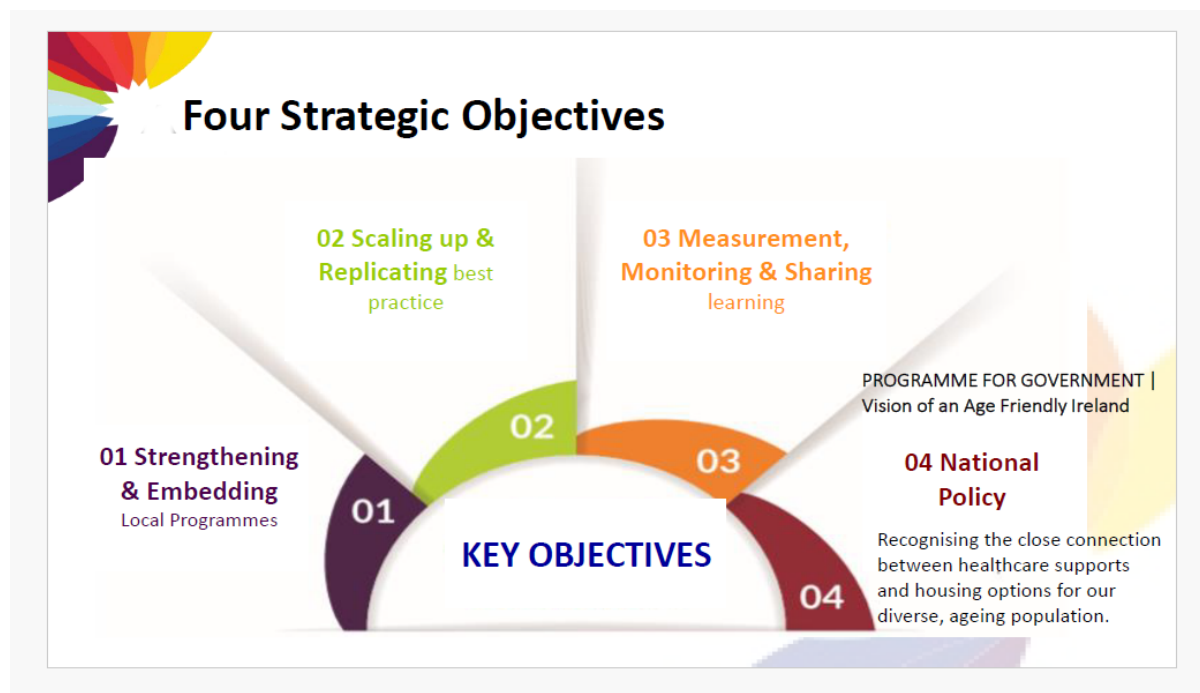 Four Strategic Objectives
01 Strengthening
& Embedding
Local Programmes
02 Scaling up &
Replicating best
practice
03 Measurement,
Monitoring & Sharing
learning
PROGRAMME FOR GOVERNMENT |
Vision of an Age Friendly Ireland
04 National
Policy
Recognising the close connection
between healthcare supports
and housing options for our
diverse, ageing population.
01
02
03
04
KEY OBJECTIVES